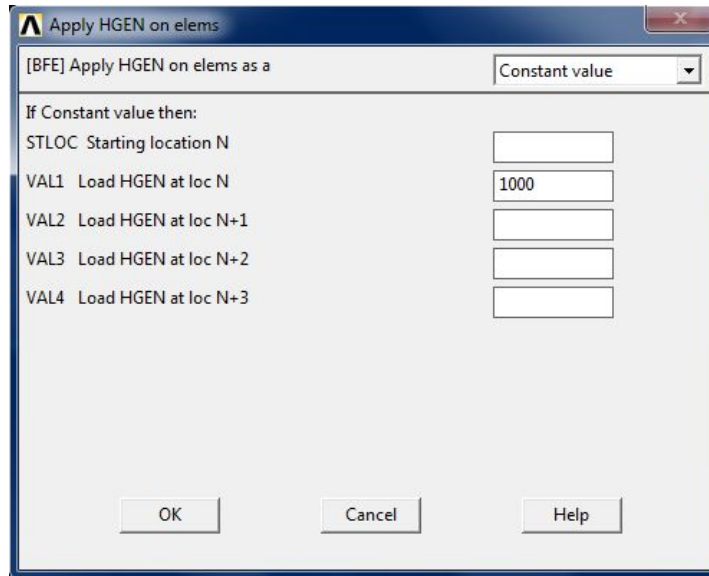 Apply HGEN on elems
[BFE] Apply HGEN on elems as a Constant value
If Constant value then:
STLOC Starting location N
VAL1 Load HGEN at loc N 1000
VAL2 Load HGEN at loc N+1
VAL3 Load HGEN at loc N+2
VAL4 Load HGEN at loc N+3
OK Cancel Help